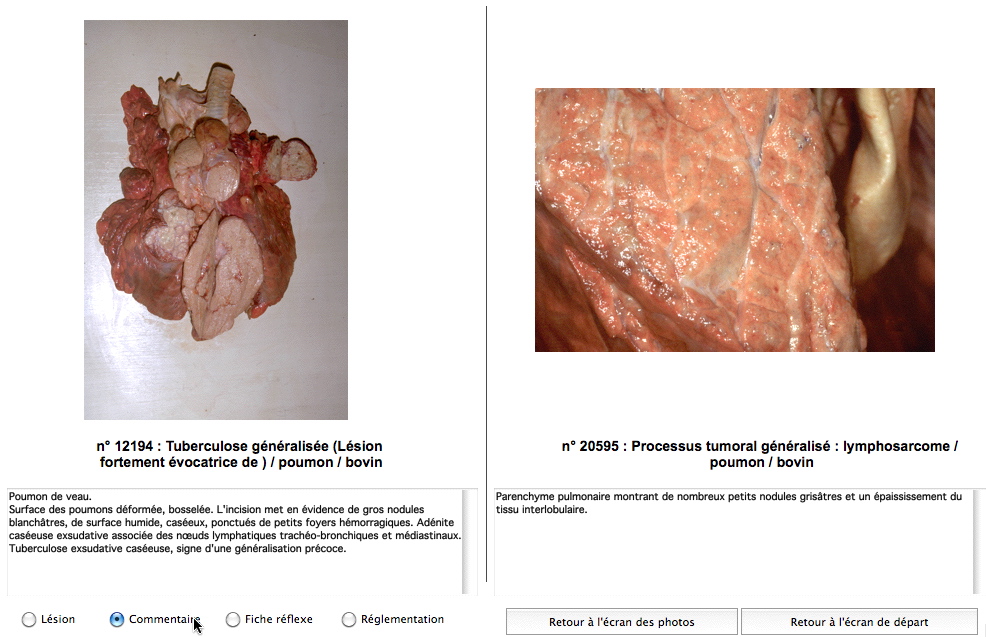 n° 12194 : Tuberculose généralisée (Lésion
fortement évocatrice de ) / poumon / bovin
Poumon de veau.
Surface des poumons déformée, bosselée. L'incision met en évidence de gros nodules
blanchâtres, de surface humide, caséeux, ponctués de petits foyers hémorragiques. Adénite
caséeuse exsudative associée des nœuds lymphatiques trachéo-bronchiques et médiastinaux.
Tuberculose exsudative caséeuse, signe d'une généralisation précoce.
Lésion
Commentaire
Fiche réflexe
Réglementation
n° 20595 : Processus tumoral généralisé : lymphosarcome /
poumon / bovin
Parenchyme pulmonaire montrant de nombreux petits nodules grisâtres et un épaississement du
tissu interlobulaire.
Retour à l'écran des photos
Retour à l'écran de départ